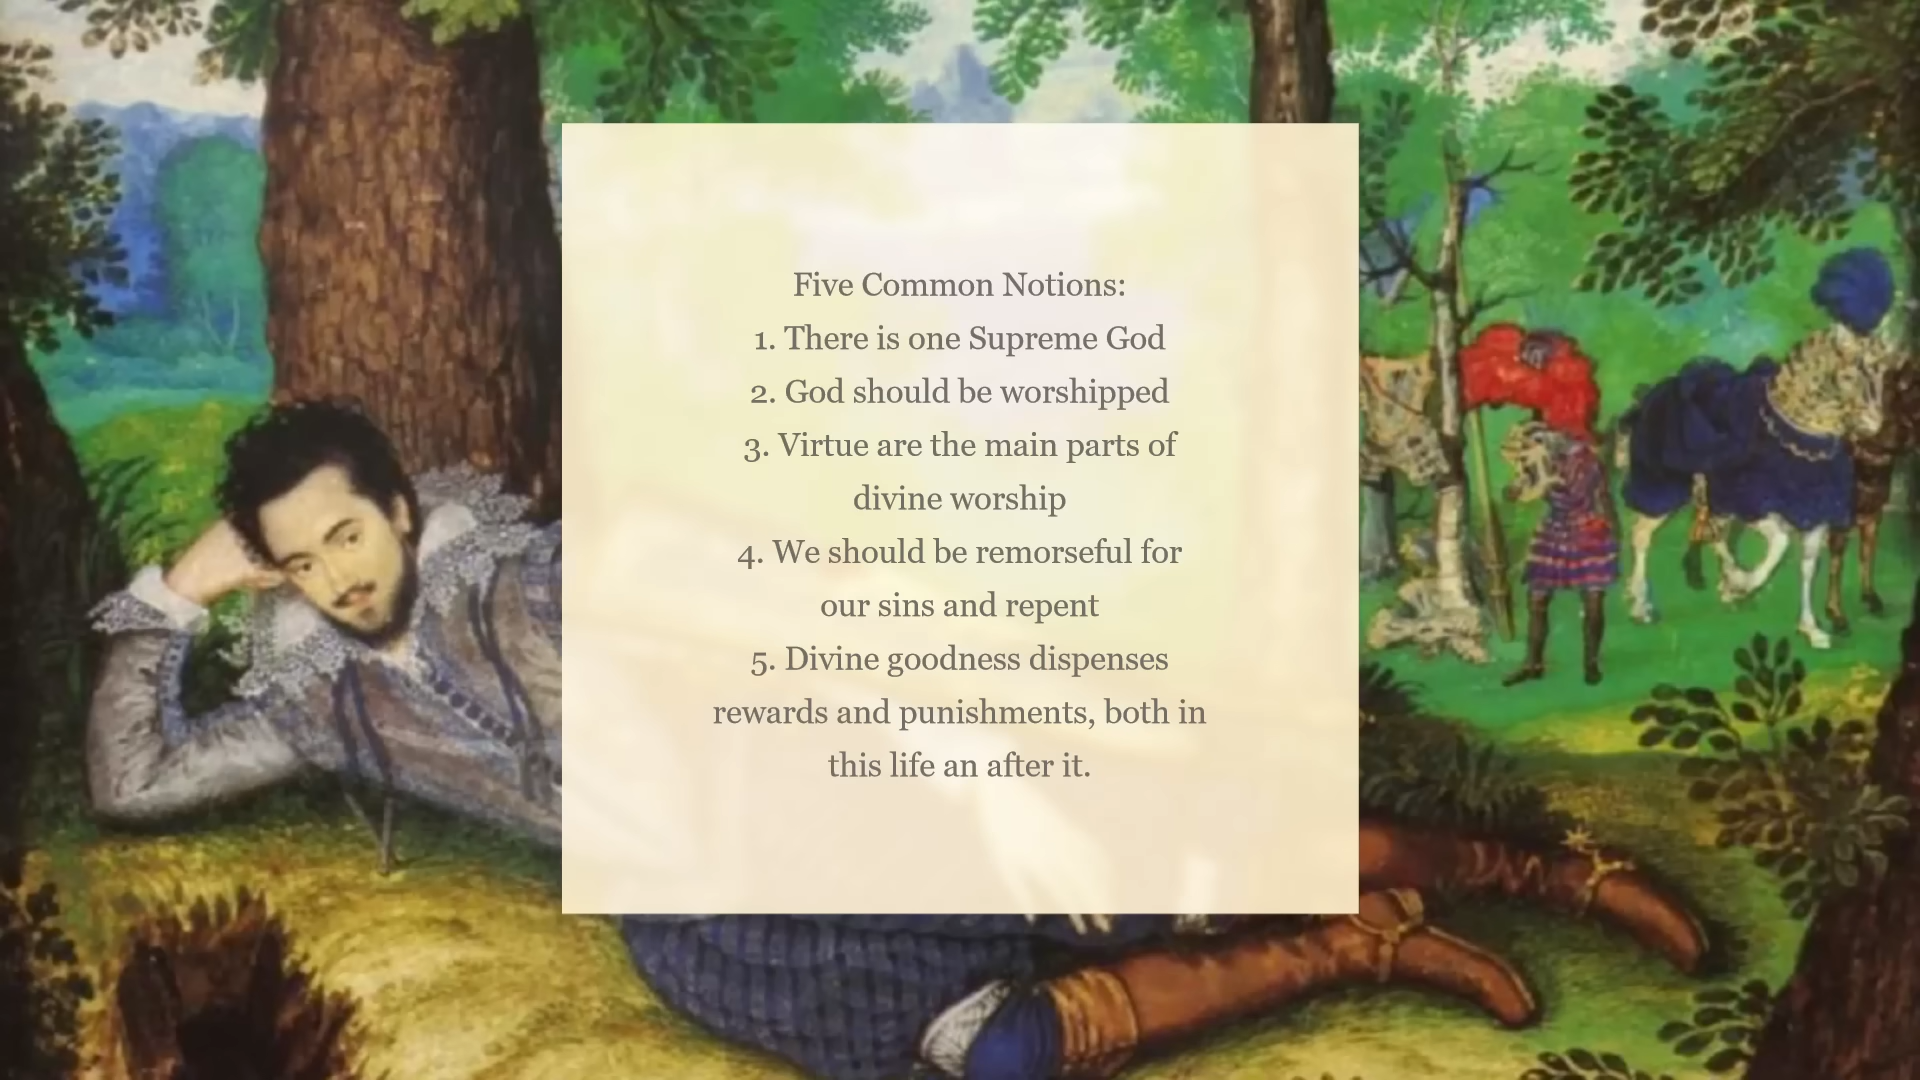 Five Common Notions:
1. There is one Supreme God
2. God should be worshipped
3. Virtue are the main parts of
divine worship
4. We should be remorseful for
our sins and repent
5. Divine goodness dispenses
rewards and punishments, both in
this life an after it.